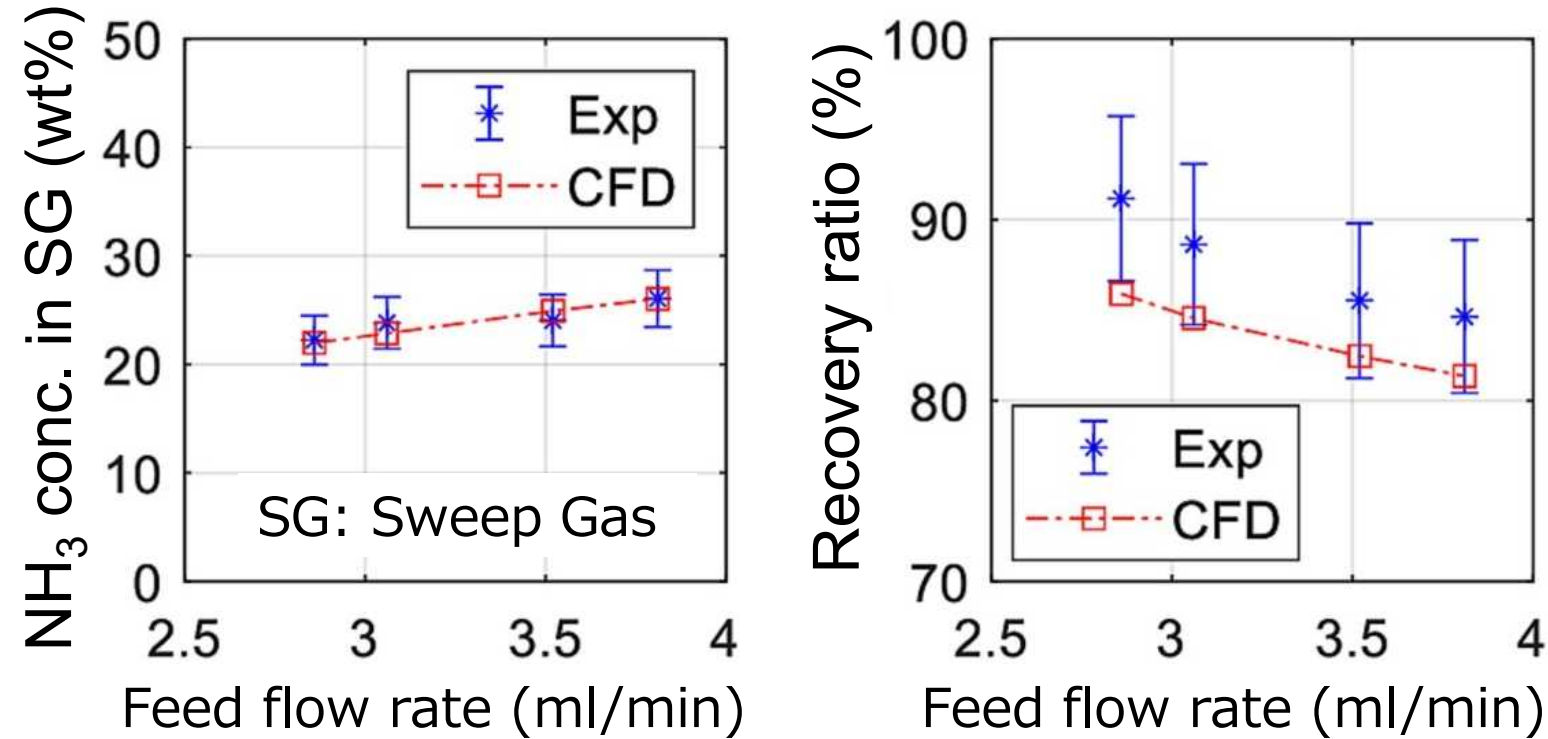 NH₃ conc. in SG (wt%)
50
40
30
20
10
0
Exp
CFD
SG: Sweep Gas
2.5 3 3.5 4
Feed flow rate (ml/min)
Recovery ratio (%)
100
90
80
70
Exp
CFD
2.5 3 3.5 4
Feed flow rate (ml/min)